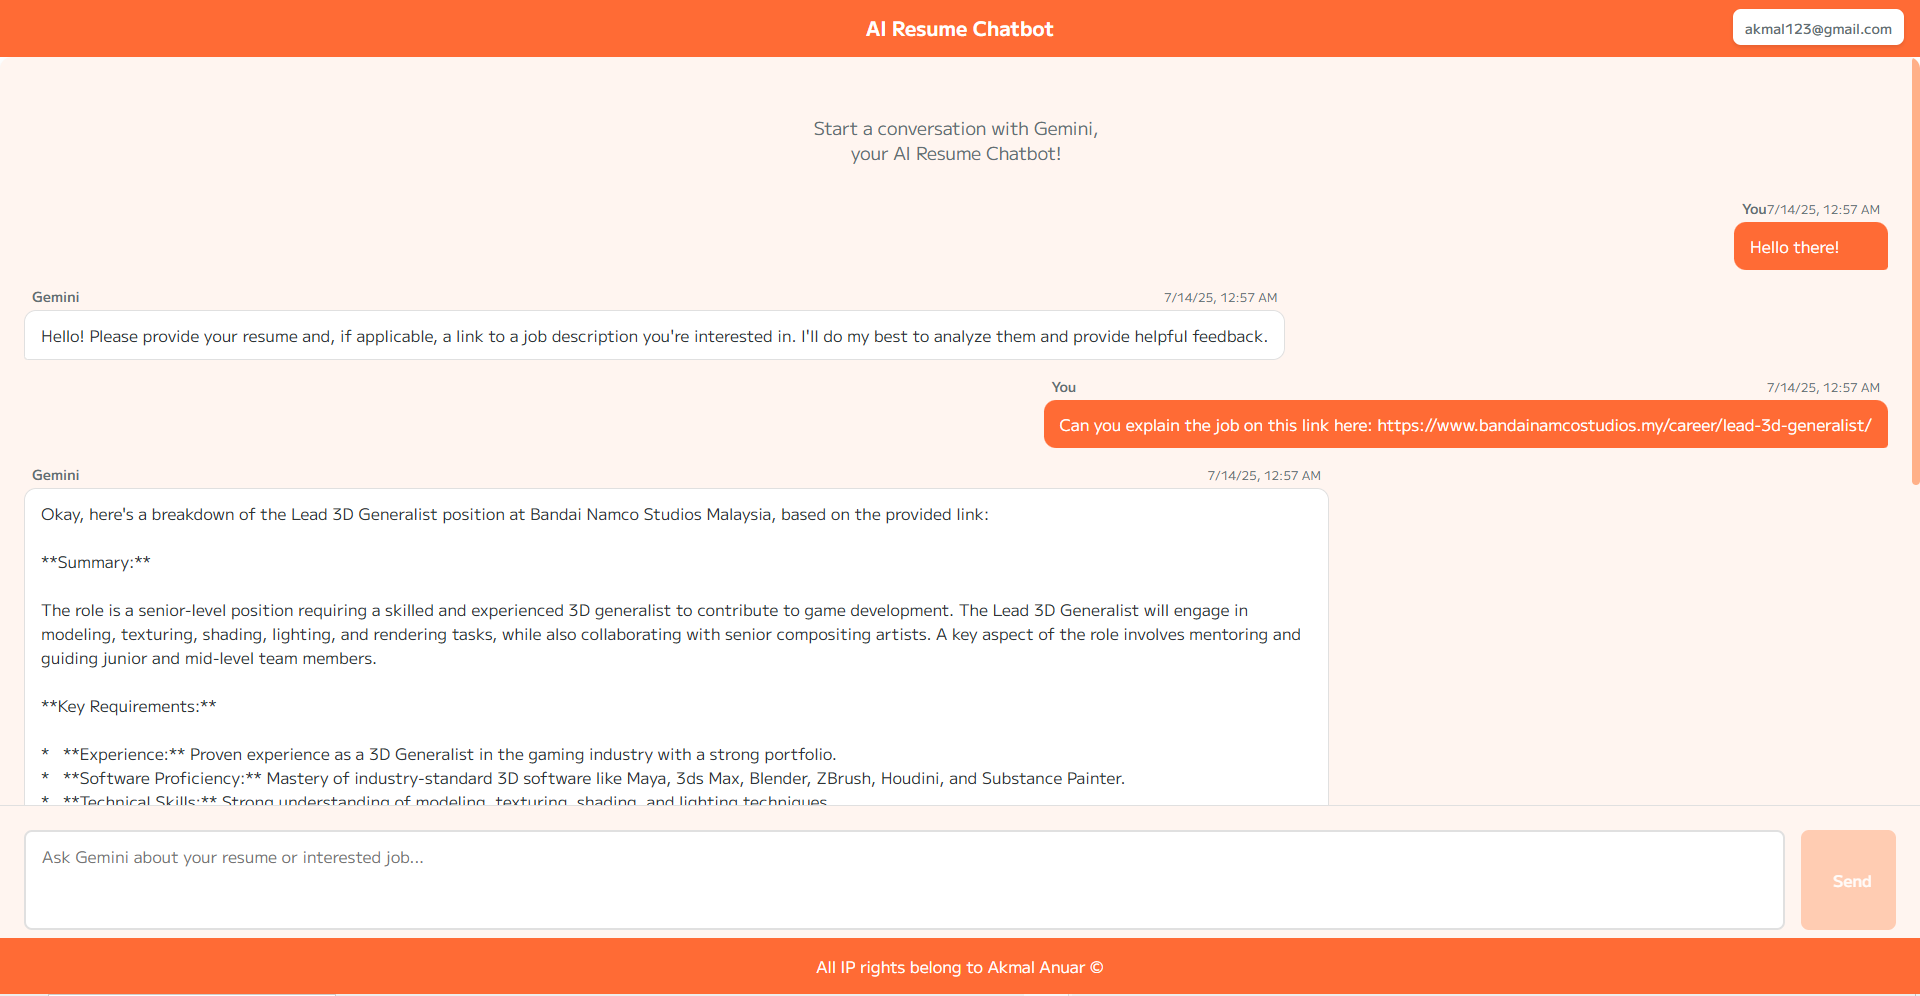 AI Resume Chatbot
akmal123@gmail.com
Start a conversation with Gemini,
your AI Resume Chatbot!
You7/14/25, 12:57 AM
Hello there!
Gemini 7/14/25, 12:57 AM
Hello! Please provide your resume and, if applicable, a link to a job description you're interested in. I'll do my best to analyze them and provide helpful feedback.
You 7/14/25, 12:57 AM
Can you explain the job on this link here: https://www.bandainamcostudios.my/career/lead-3d-generalist/
Gemini 7/14/25, 12:57 AM
Okay, here's a breakdown of the Lead 3D Generalist position at Bandai Namco Studios Malaysia, based on the provided link:
**Summary:**
The role is a senior-level position requiring a skilled and experienced 3D generalist to contribute to game development. The Lead 3D Generalist will engage in
modeling, texturing, shading, lighting, and rendering tasks, while also collaborating with senior compositing artists. A key aspect of the role involves mentoring and
guiding junior and mid-level team members.
**Key Requirements:**
* **Experience:** Proven experience as a 3D Generalist in the gaming industry with a strong portfolio.
* **Software Proficiency:** Mastery of industry-standard 3D software like Maya, 3ds Max, Blender, ZBrush, Houdini, and Substance Painter.
* **Technical Skills:** Strong understanding of modeling, texturing, shading, and lighting techniques.
Ask Gemini about your resume or interested job...
Send
All IP rights belong to Akmal Anuar ©